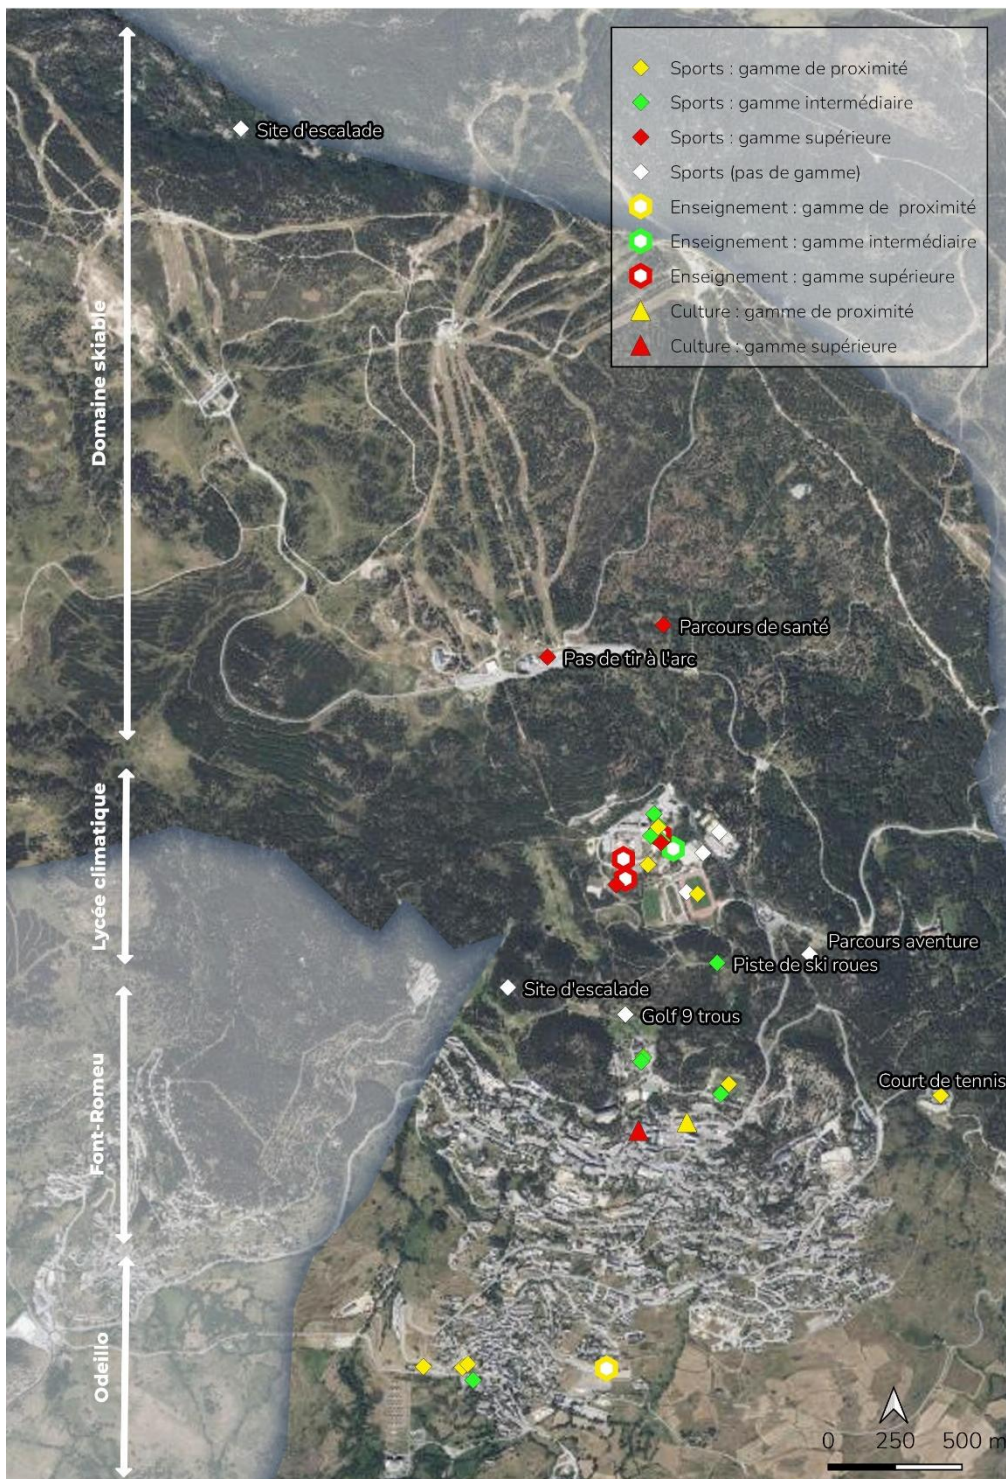 Sports : gamme de proximité
Sports : gamme intermédiaire
Sports : gamme supérieure
Sports (pas de gamme)
Enseignement : gamme de proximité
Enseignement : gamme intermédiaire
Enseignement : gamme supérieure
Culture : gamme de proximité
Culture : gamme supérieure
Site d'escalade
Domaine skiable
Parcours de santé
Pas de tir à l'arc
Lycée climatique
Parcours aventure
Piste de ski roues
Site d'escalade
Golf 9 trous
Font-Romeu
Court de tennis
Odeillo
0 250 500 m